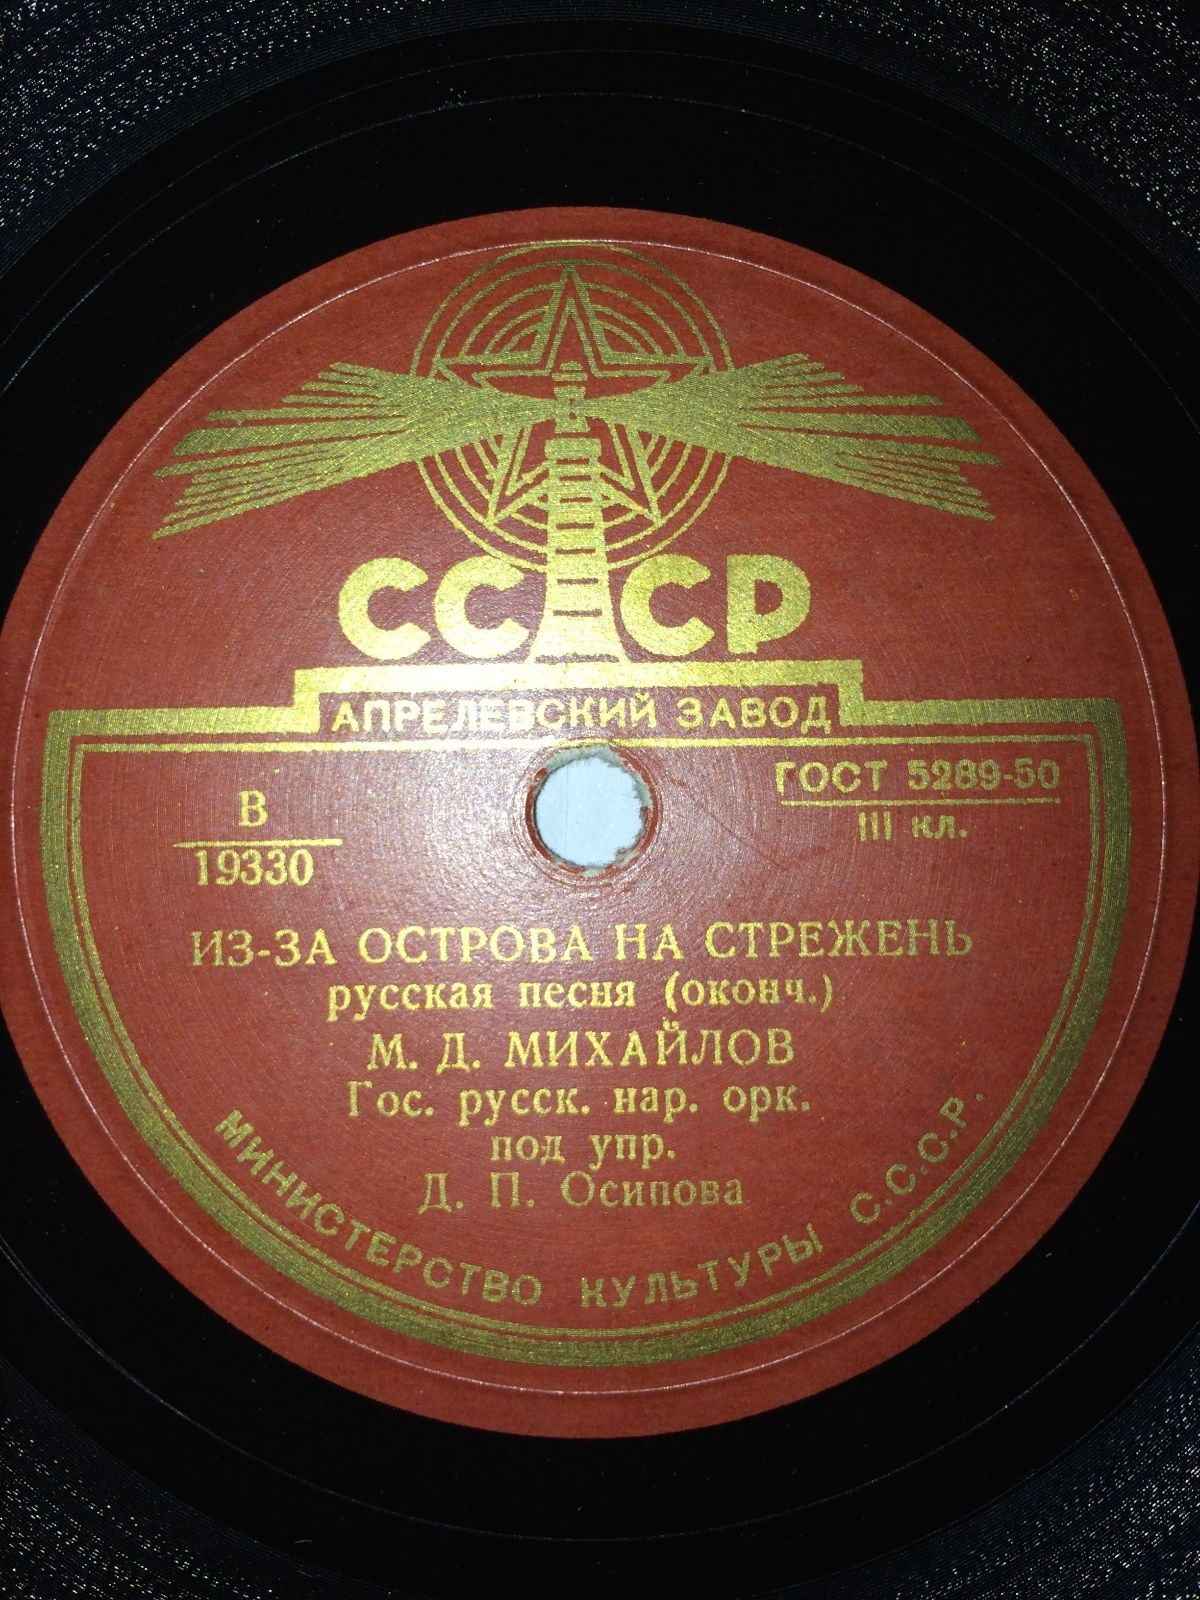 СССР
АПРЕЛЕВСКИЙ ЗАВОД
ГОСТ 5289-50
III кл.
В
19330
ИЗ-ЗА ОСТРОВА НА СТРЕЖЕНЬ
русская песня (оконч.)
М. Д. МИХАЙЛОВ
Гос. русск. нар. орк.
под упр.
Д. П. Осипова
МИНИСТЕРСТВО КУЛЬТУРЫ С.С.С.Р.